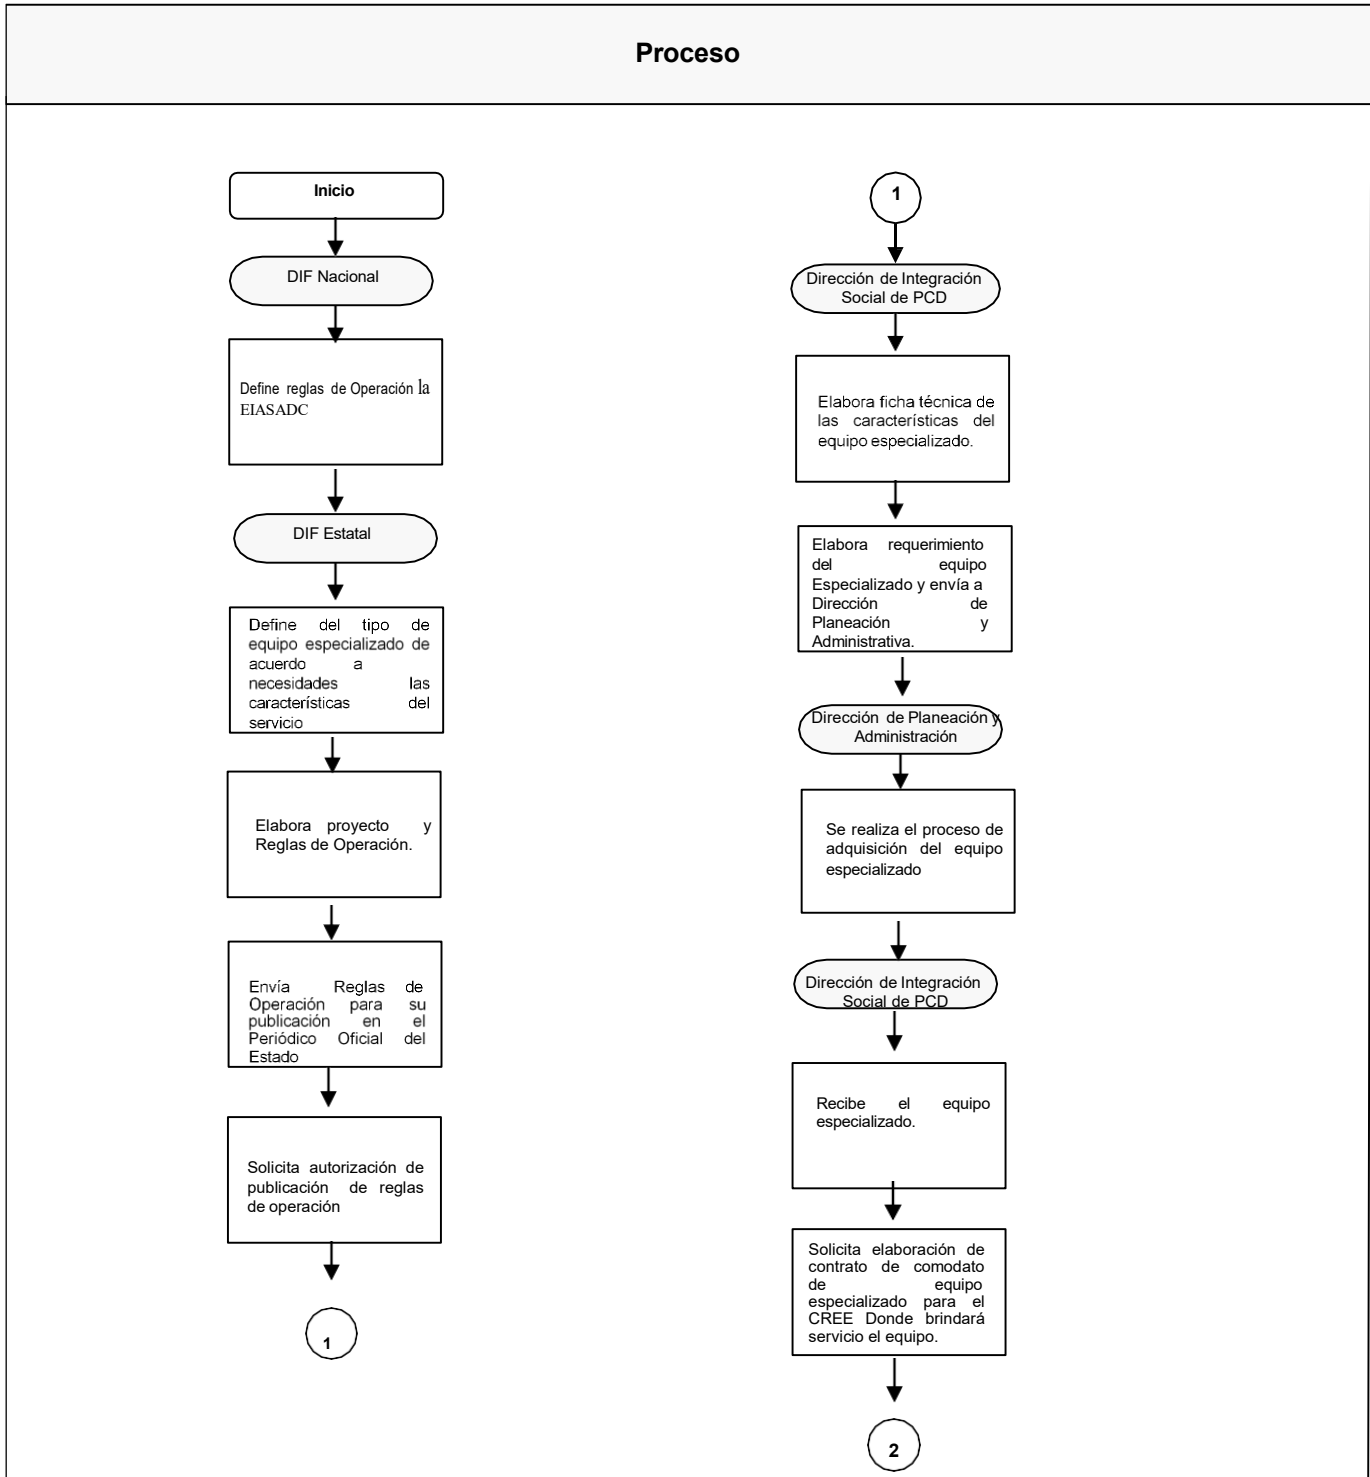 Proceso
Inicio
DIF Nacional
Define reglas de Operación la
EIASADC
DIF Estatal
Define del tipo de
equipo especializado de
acuerdo a
necesidades las
características del
servicio
Elabora proyecto y
Reglas de Operación.
Envía Reglas de
Operación para su
publicación en el
Periódico Oficial del
Estado
Solicita autorización de
publicación de reglas
de operación
1
1
Dirección de Integración
Social de PCD
Elabora ficha técnica de
las características del
equipo especializado.
Elabora requerimiento
del equipo
Especializado y envía a
Dirección de
Planeación y
Administrativa.
Dirección de Planeación y
Administración
Se realiza el proceso de
adquisición del equipo
especializado
Dirección de Integración
Social de PCD
Recibe el equipo
especializado.
Solicita elaboración de
contrato de comodato
de equipo
especializado para el
CREE Donde brindará
servicio el equipo.
2